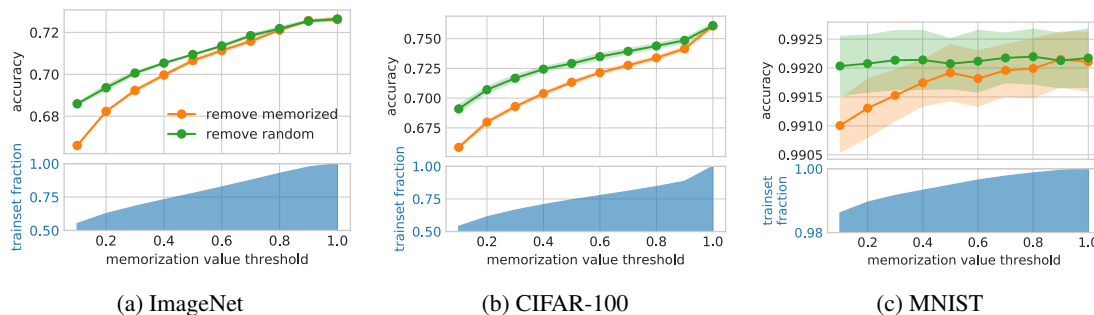 accuracy
0.72
0.70
0.68
remove memorized
remove random
trainset fraction
1.00
0.75
0.50
0.2 0.4 0.6 0.8 1.0
memorization value threshold
(a) ImageNet
accuracy
0.750
0.725
0.700
0.675
trainset fraction
1.00
0.75
0.50
0.2 0.4 0.6 0.8 1.0
memorization value threshold
(b) CIFAR-100
accuracy
0.9925
0.9920
0.9915
0.9910
0.9905
trainset
fraction
1.00
0.98
0.2 0.4 0.6 0.8 1.0
memorization value threshold
(c) MNIST